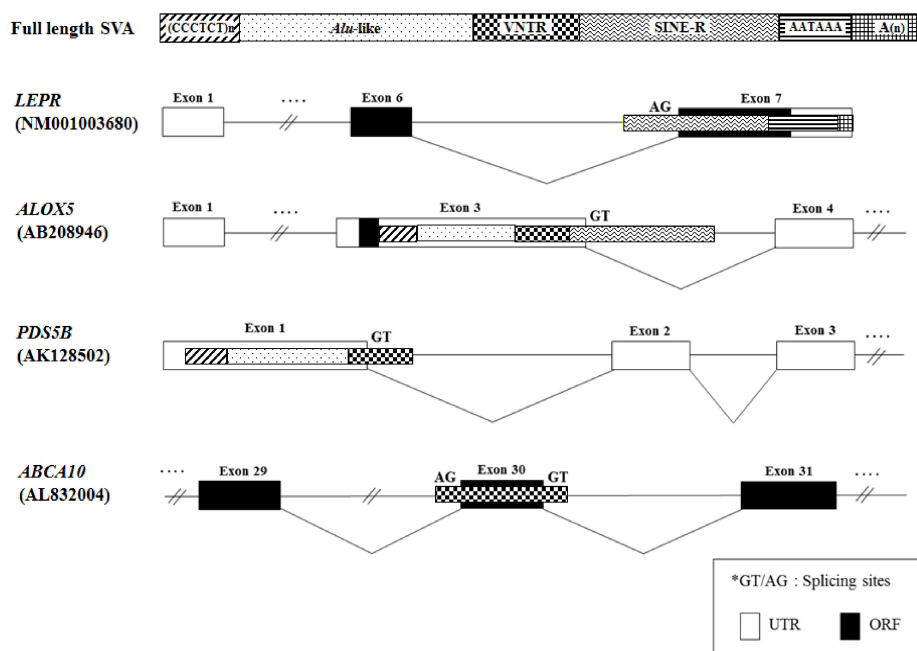 Full length SVA (CCCTCT)n Alu-like VNTR SINE-R AATAAA A(n)
LEPR
(NM001003680)
Exon 1 .... Exon 6 AG Exon 7
ALOX5
(AB208946)
Exon 1 .... Exon 3 GT Exon 4 ....
PDS5B
(AK128502)
Exon 1 GT Exon 2 Exon 3 ....
ABCA10
(AL832004)
.... Exon 29 AG Exon 30 GT Exon 31 ....
*GT/AG : Splicing sites
UTR ORF